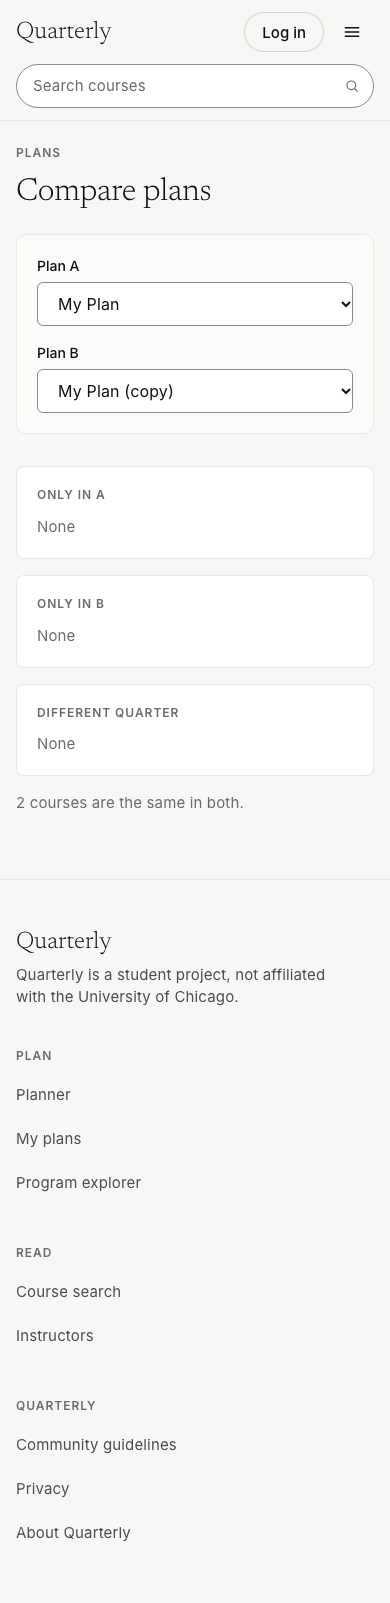 Quarterly
Log in
Search courses
PLANS
Compare plans
Plan A
My Plan
Plan B
My Plan (copy)
ONLY IN A
None
ONLY IN B
None
DIFFERENT QUARTER
None
2 courses are the same in both.
Quarterly
Quarterly is a student project, not affiliated
with the University of Chicago.
PLAN
Planner
My plans
Program explorer
READ
Course search
Instructors
QUARTERLY
Community guidelines
Privacy
About Quarterly